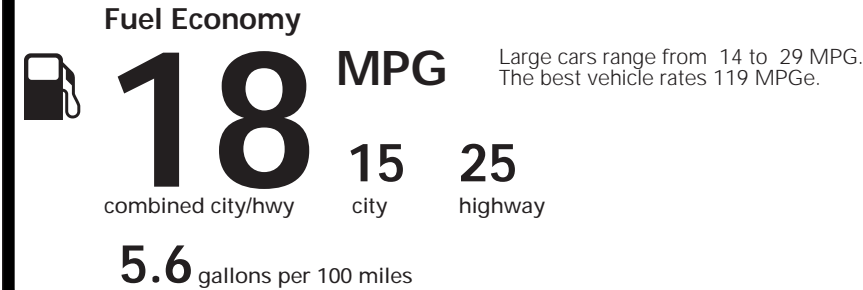 Fuel Economy
18 MPG
Large cars range from 14 to 29 MPG.
The best vehicle rates 119 MPGe.
15 25
combined city/hwy city highway
5.6 gallons per 100 miles